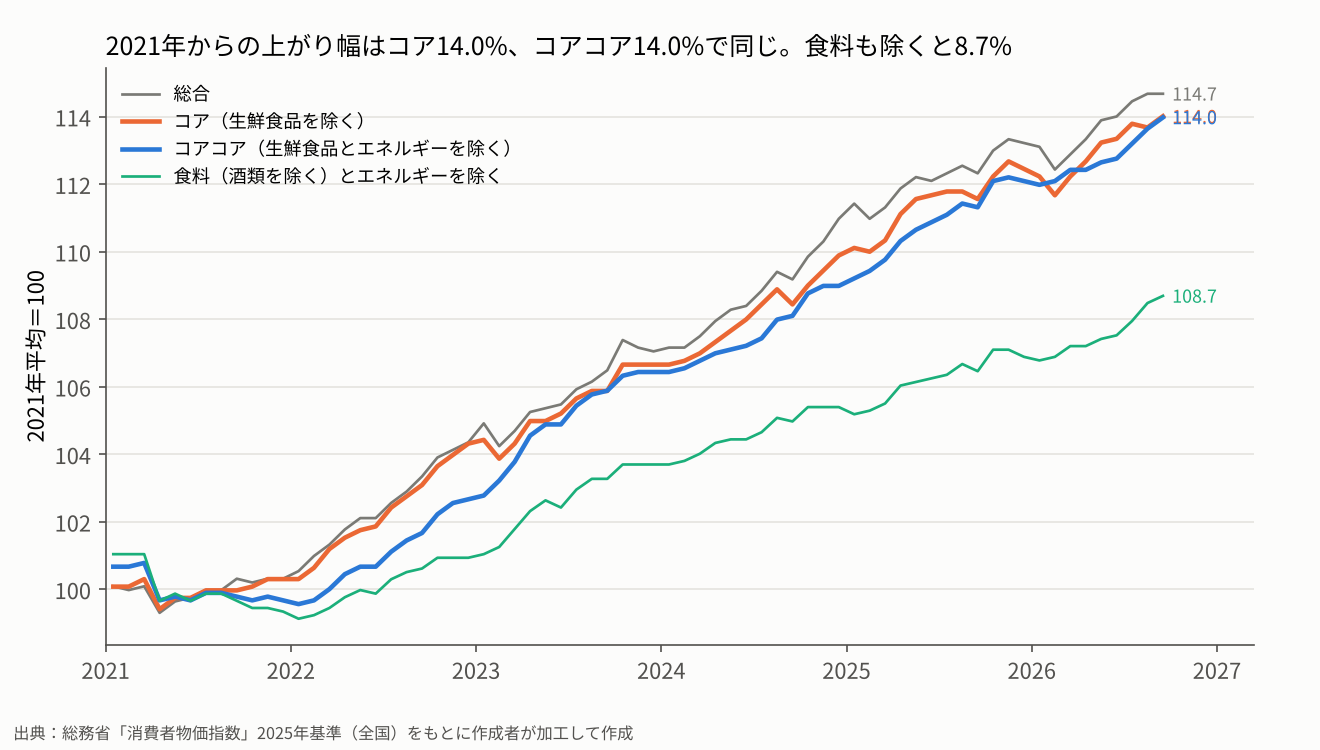 2021年からの上がり幅はコア14.0%、コアコア14.0%で同じ。食料も除くと8.7%
総合
コア（生鮮食品を除く）
コアコア（生鮮食品とエネルギーを除く）
食料（酒類を除く）とエネルギーを除く
114.7
114.0
108.7
2021年平均＝100
114
112
110
108
106
104
102
100
2021
2022
2023
2024
2025
2026
2027
出典：総務省「消費者物価指数」2025年基準（全国）をもとに作成者が加工して作成